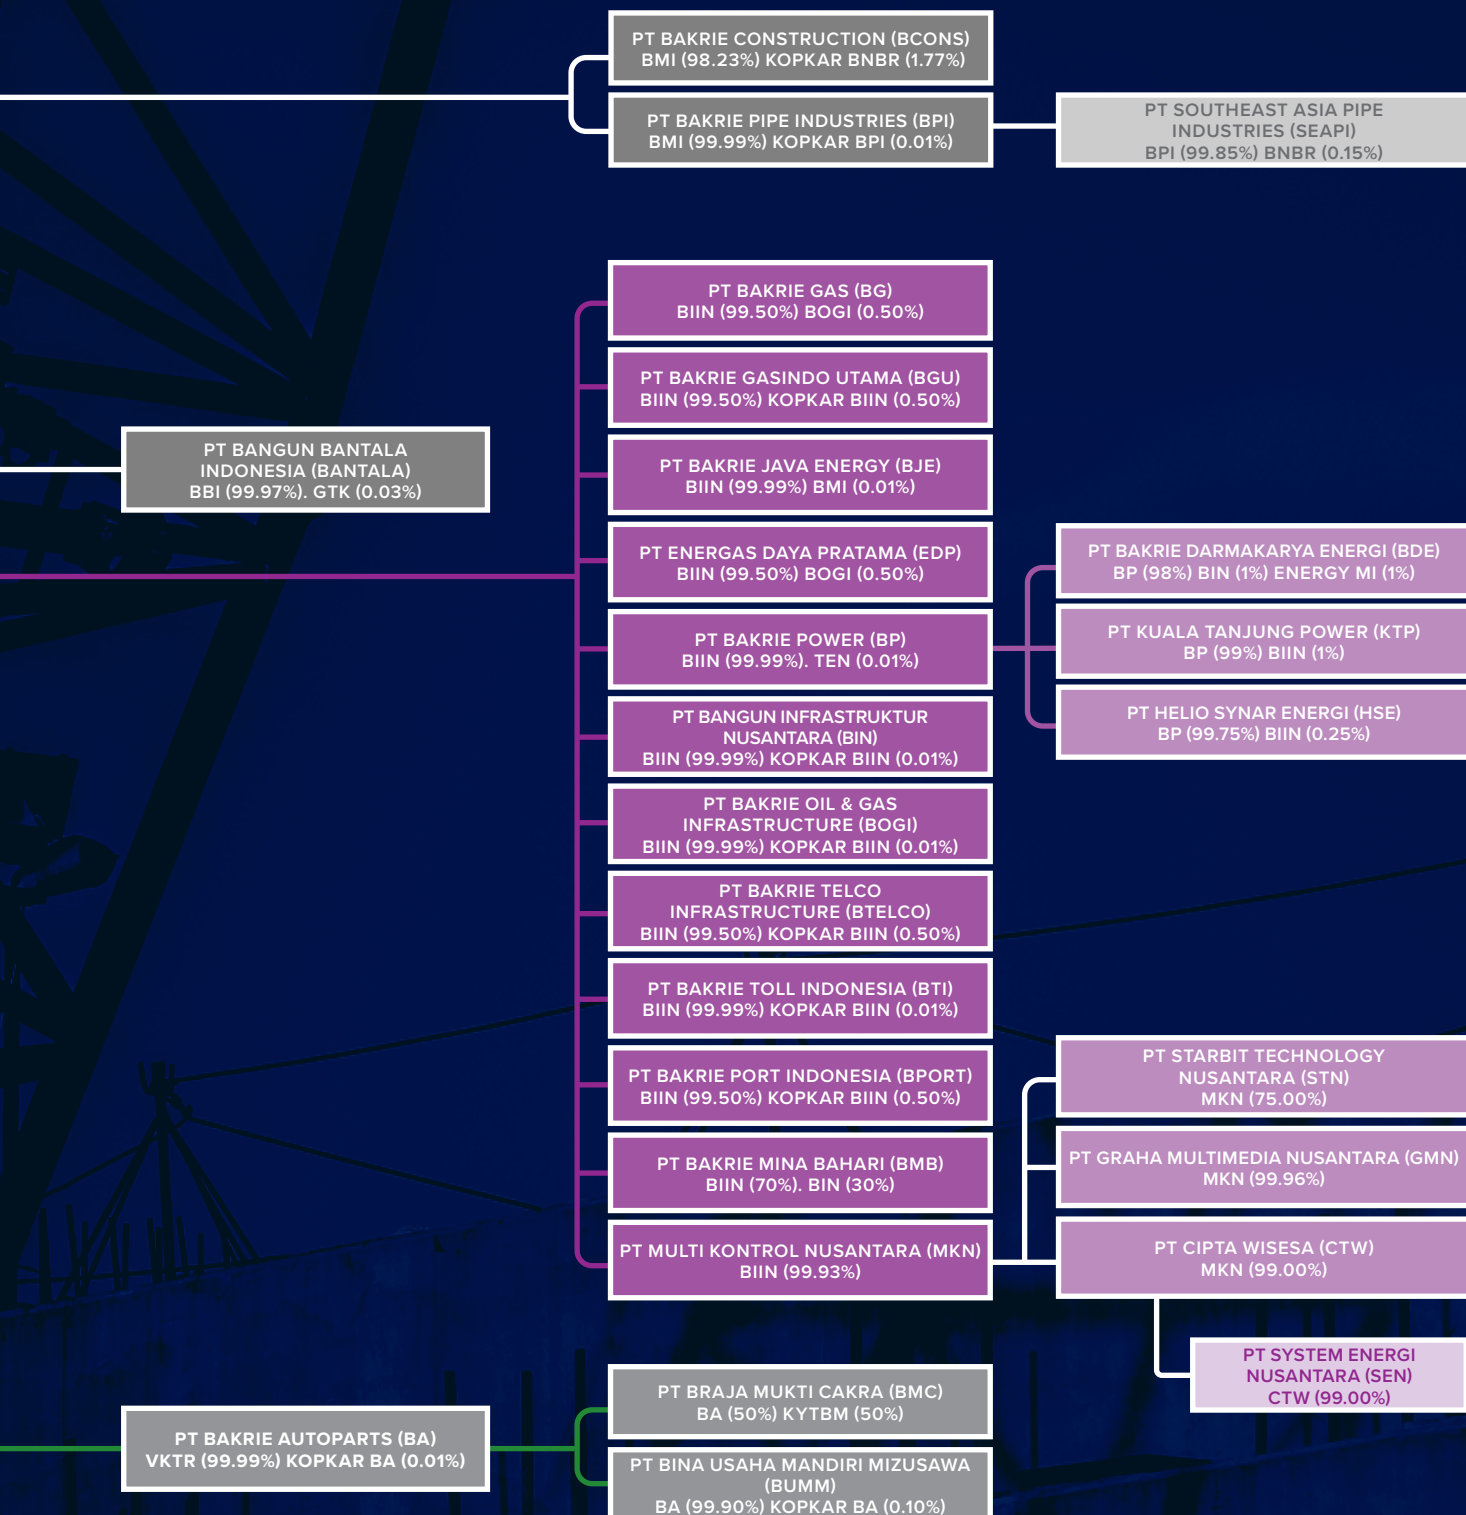 PT BAKRIE CONSTRUCTION (BCONS)
BMI (98.23%) KOPKAR BNBR (1.77%)
PT BAKRIE PIPE INDUSTRIES (BPI)
BMI (99.99%) KOPKAR BPI (0.01%)
PT SOUTHEAST ASIA PIPE
INDUSTRIES (SEAPI)
BPI (99.85%) BNBR (0.15%)
PT BANGUN BANTALA
INDONESIA (BANTALA)
BBI (99.97%). GTK (0.03%)
PT BAKRIE GAS (BG)
BIIN (99.50%) BOGI (0.50%)
PT BAKRIE GASINDO UTAMA (BGU)
BIIN (99.50%) KOPKAR BIIN (0.50%)
PT BAKRIE JAVA ENERGY (BJE)
BIIN (99.99%) BMI (0.01%)
PT ENERGAS DAYA PRATAMA (EDP)
BIIN (99.50%) BOGI (0.50%)
PT BAKRIE POWER (BP)
BIIN (99.99%). TEN (0.01%)
PT BANGUN INFRASTRUKTUR
NUSANTARA (BIN)
BIIN (99.99%) KOPKAR BIIN (0.01%)
PT BAKRIE OIL & GAS
INFRASTRUCTURE (BOGI)
BIIN (99.99%) KOPKAR BIIN (0.01%)
PT BAKRIE TELCO
INFRASTRUCTURE (BTELCO)
BIIN (99.50%) KOPKAR BIIN (0.50%)
PT BAKRIE TOLL INDONESIA (BTI)
BIIN (99.99%) KOPKAR BIIN (0.01%)
PT BAKRIE PORT INDONESIA (BPORT)
BIIN (99.50%) KOPKAR BIIN (0.50%)
PT BAKRIE MINA BAHARI (BMB)
BIIN (70%). BIN (30%)
PT MULTI KONTROL NUSANTARA (MKN)
BIIN (99.93%)
PT BAKRIE DARMAKARYA ENERGI (BDE)
BP (98%) BIN (1%) ENERGY MI (1%)
PT KUALA TANJUNG POWER (KTP)
BP (99%) BIIN (1%)
PT HELIO SYNAR ENERGI (HSE)
BP (99.75%) BIIN (0.25%)
PT STARBIT TECHNOLOGY
NUSANTARA (STN)
MKN (75.00%)
PT GRAHA MULTIMEDIA NUSANTARA (GMN)
MKN (99.96%)
PT CIPTA WISESA (CTW)
MKN (99.00%)
PT SYSTEM ENERGI
NUSANTARA (SEN)
CTW (99.00%)
PT BAKRIE AUTOPARTS (BA)
VKTR (99.99%) KOPKAR BA (0.01%)
PT BRAJA MUKTI CAKRA (BMC)
BA (50%) KYTBM (50%)
PT BINA USAHA MANDIRI MIZUSAWA
(BUMM)
BA (99.90%) KOPKAR BA (0.10%)